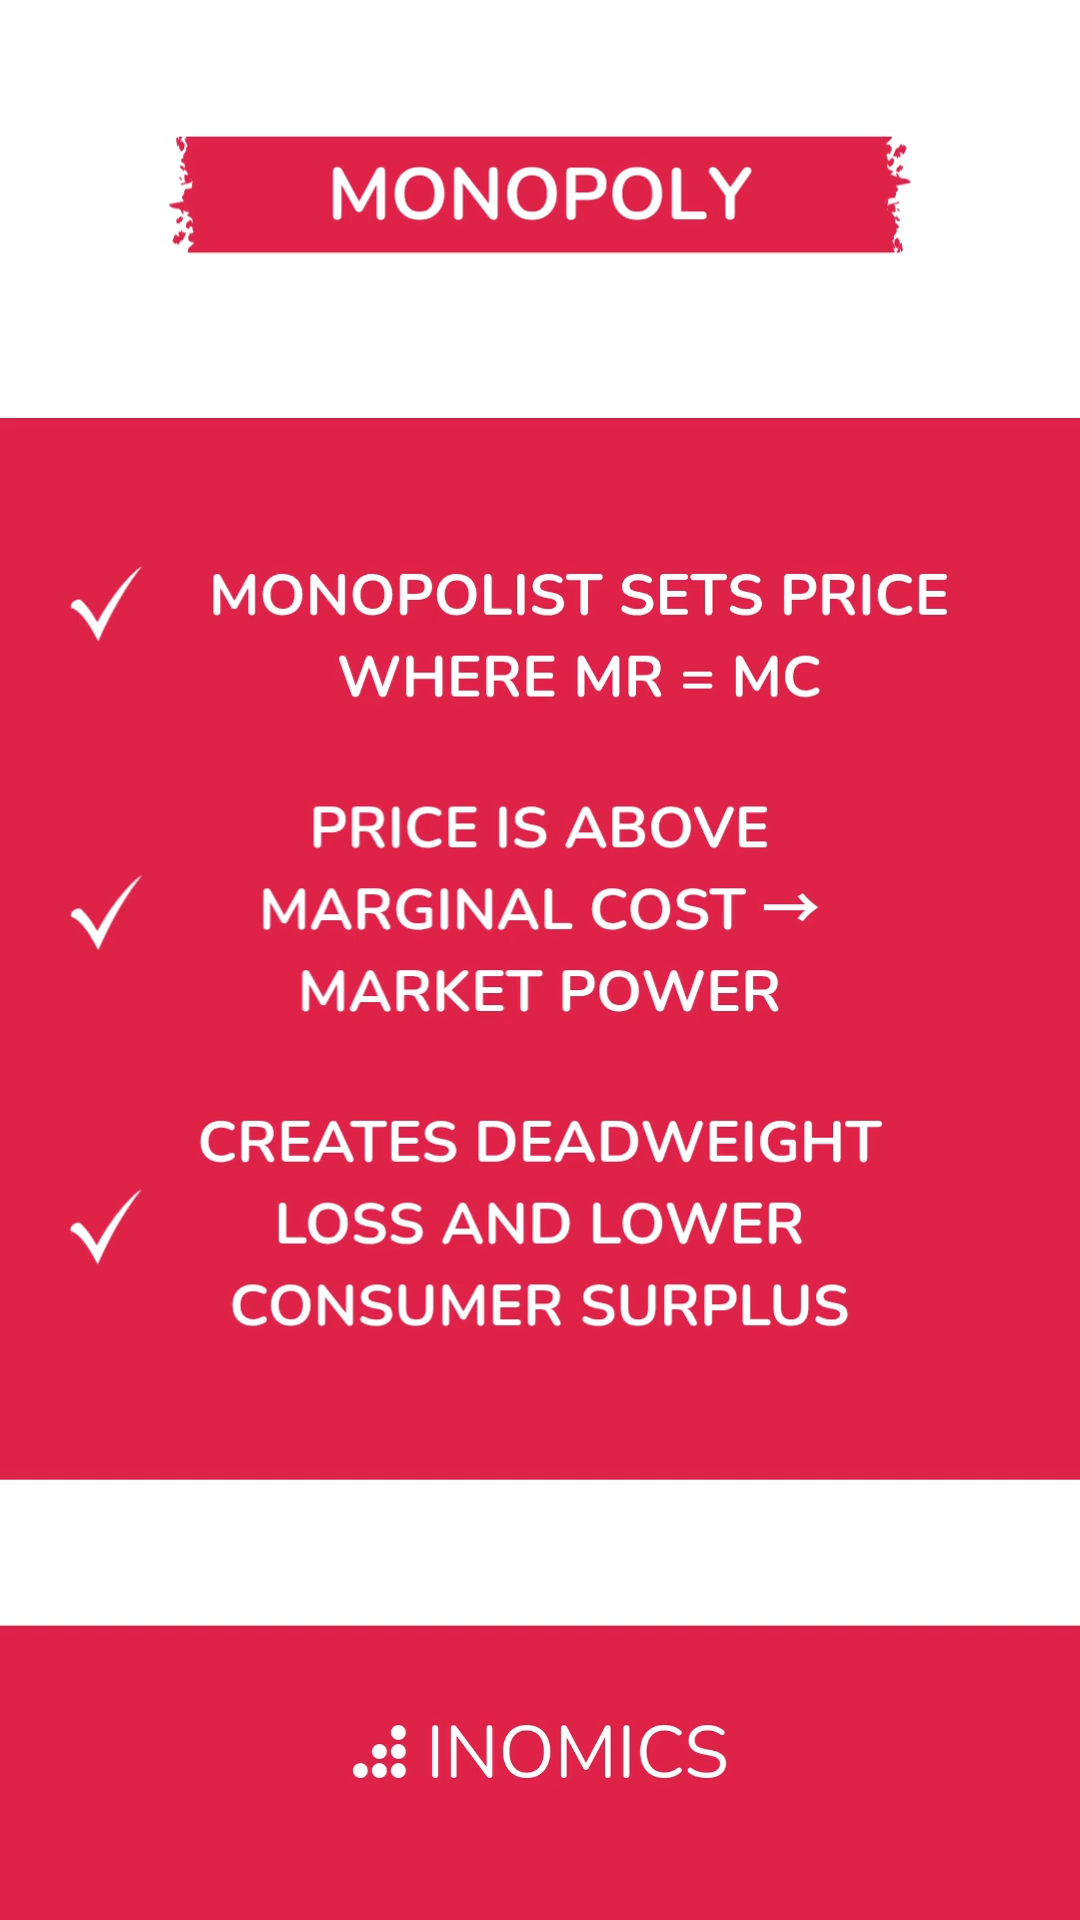 MONOPOLY
MONOPOLIST SETS PRICE
WHERE MR = MC
PRICE IS ABOVE
MARGINAL COST →
MARKET POWER
CREATES DEADWEIGHT
LOSS AND LOWER
CONSUMER SURPLUS
INOMICS